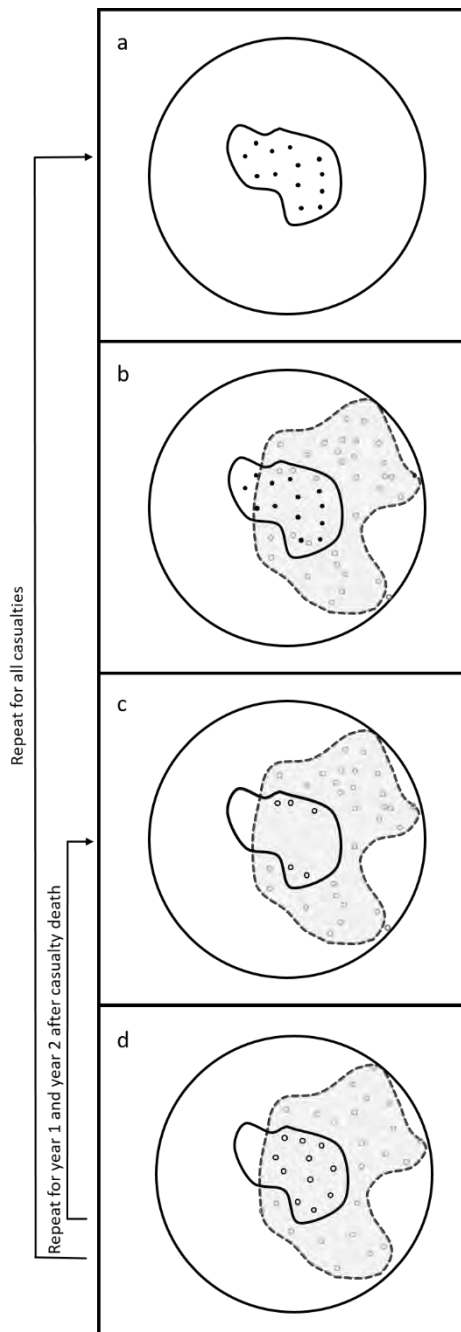 a
b
c
d
Repeat for all casualties
Repeat for year 1 and year 2 after casualty death